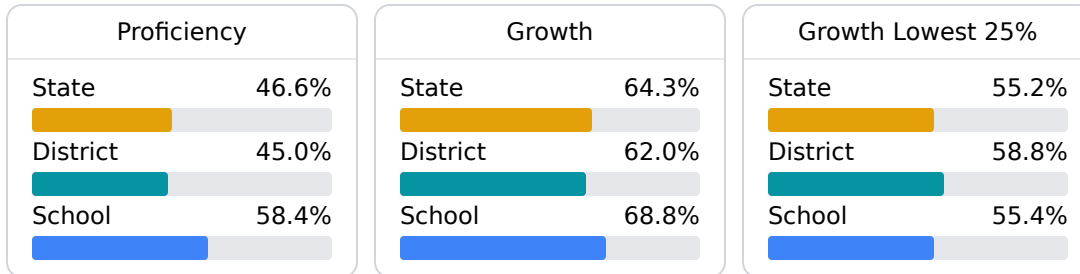 Proficiency
State 46.6%
District 45.0%
School 58.4%
Growth
State 64.3%
District 62.0%
School 68.8%
Growth Lowest 25%
State 55.2%
District 58.8%
School 55.4%